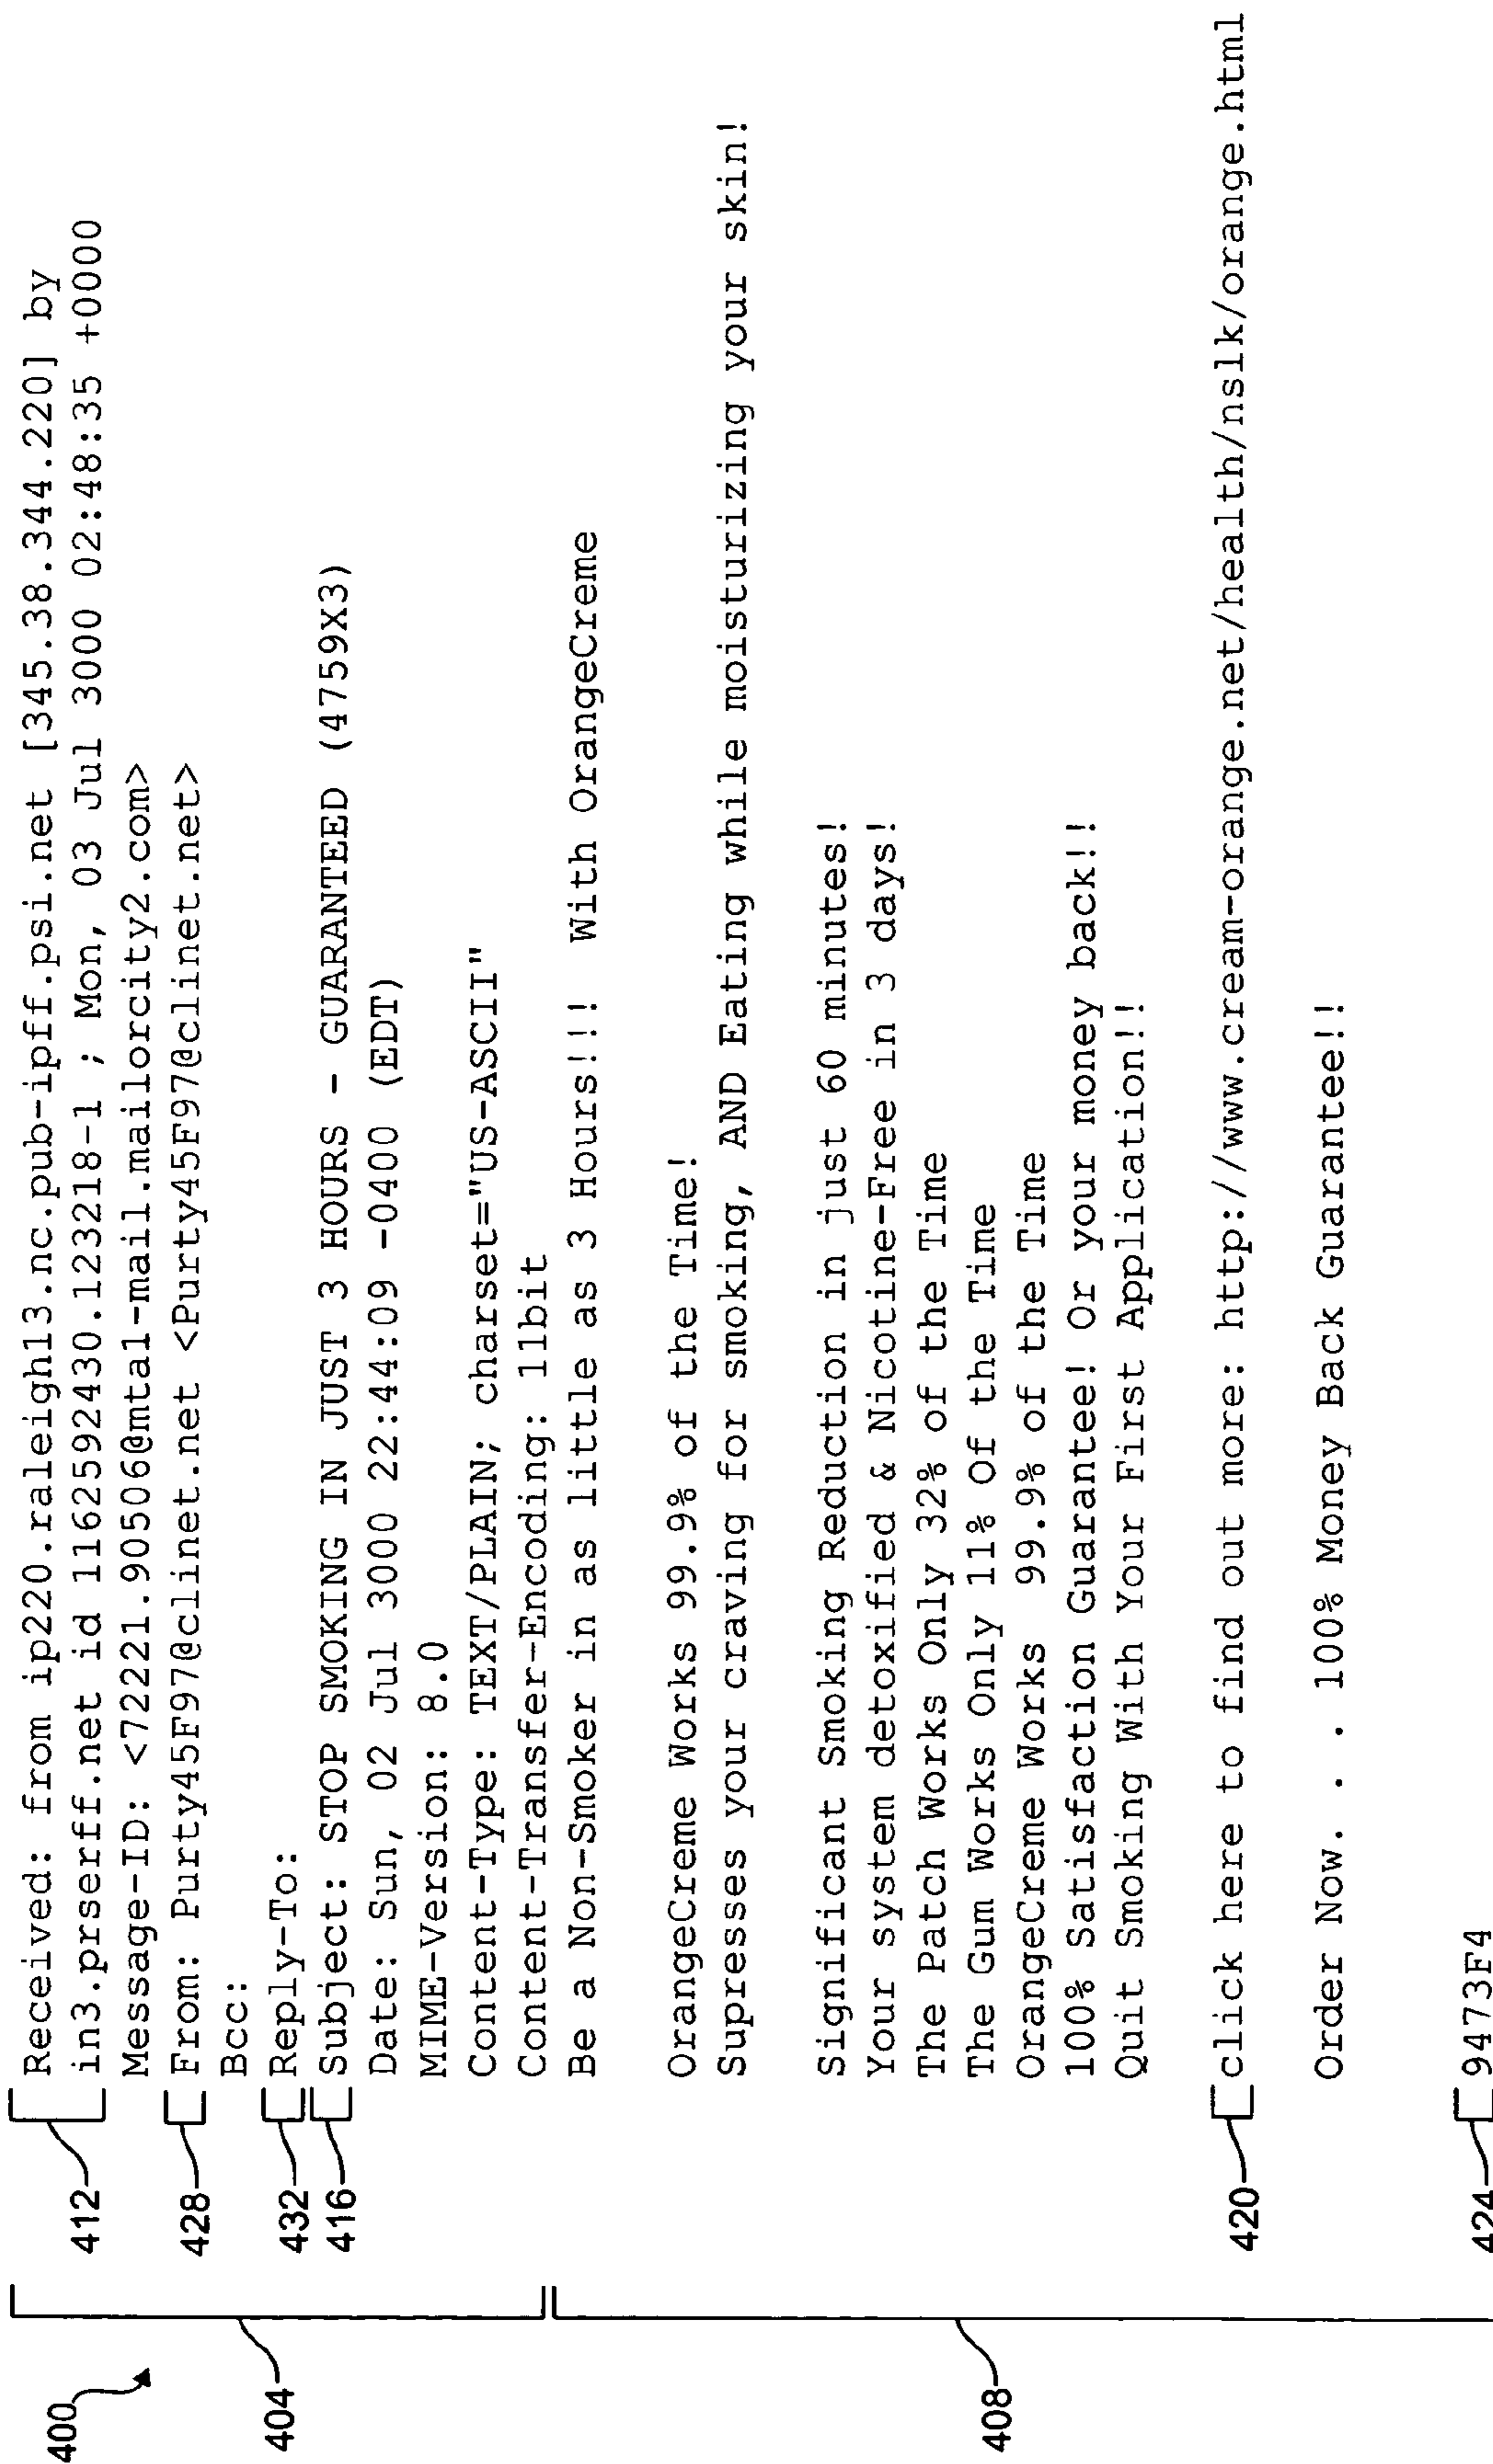 400
404
412
Received: from ip220.raleigh13.nc.pub-ipff.psi.net [345.38.344.220] by
in3.prserff.net id 1162592430.123218-1 ; Mon, 03 Jul 3000 02:48:35 +0000
Message-ID: <72221.90506@mtal-mail.mailorcity2.com>
428
From: Purty45F97@clinet.net <Purty45F97@clinet.net>
Bcc:
432
Reply-To:
416
Subject: STOP SMOKING IN JUST 3 HOURS - GUARANTEED (4759X3)
Date: Sun, 02 Jul 3000 22:44:09 -0400 (EDT)
MIME-Version: 8.0
Content-Type: TEXT/PLAIN; charset="US-ASCII"
Content-Transfer-Encoding: 11bit
408
Be a Non-Smoker in as little as 3 Hours!!! With OrangeCreme
OrangeCreme Works 99.9% of the Time!
Supresses your craving for smoking, AND Eating while moisturizing your skin!
Significant Smoking Reduction in just 60 minutes!
Your system detoxified & Nicotine-Free in 3 days!
The Patch Works Only 32% of the Time
The Gum Works Only 11% Of the Time
OrangeCreme Works 99.9% of the Time
100% Satisfaction Guarantee! Or your money back!!
Quit Smoking With Your First Application!!
420
click here to find out more: http://www.cream-orange.net/health/nslk/orange.html
Order Now. . . 100% Money Back Guarantee!!
424
9473F4